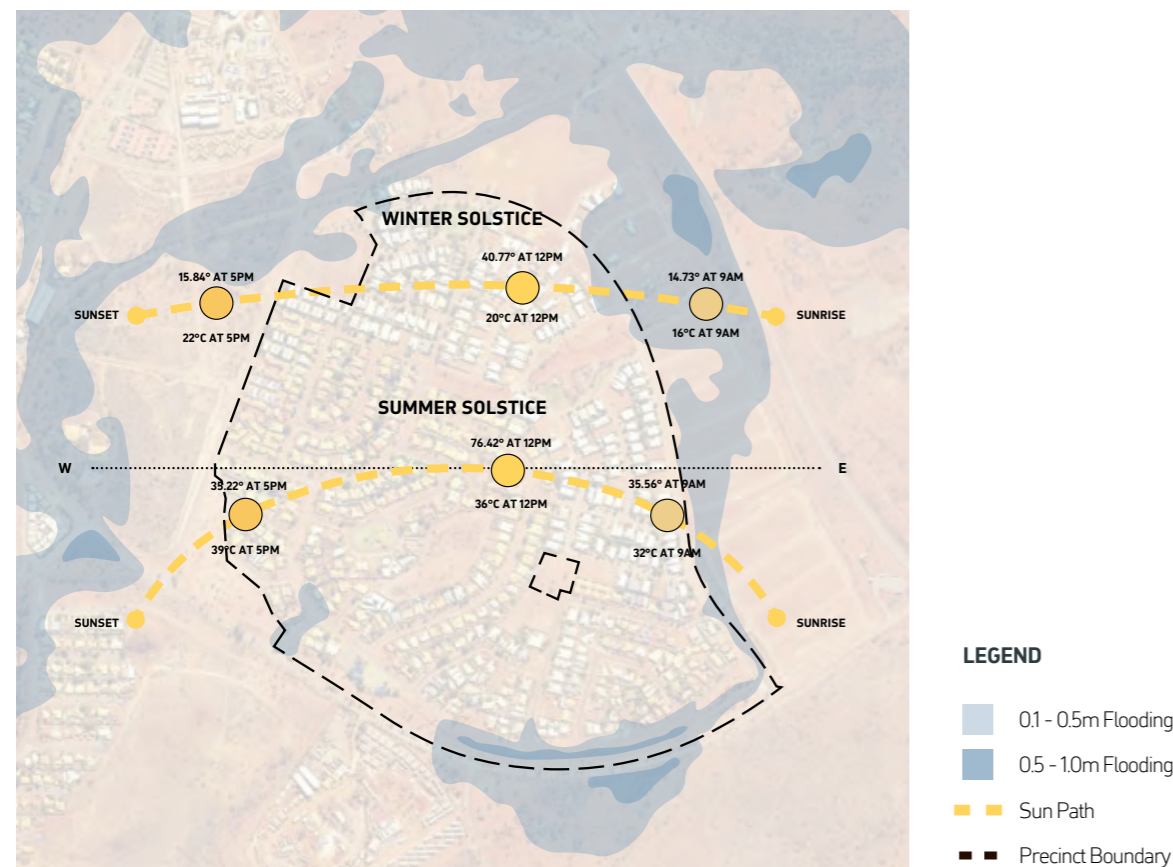 WINTER SOLSTICE
40.77° AT 12PM
15.84° AT 5PM
14.73° AT 9AM
SUNSET
SUNRISE
20°C AT 12PM
22°C AT 5PM
16°C AT 9AM
SUMMER SOLSTICE
76.42° AT 12PM
W
E
35.22° AT 5PM
35.56° AT 9AM
36°C AT 12PM
39°C AT 5PM
32°C AT 9AM
SUNSET
SUNRISE
LEGEND
0.1 - 0.5m Flooding
0.5 - 1.0m Flooding
Sun Path
Precinct Boundary